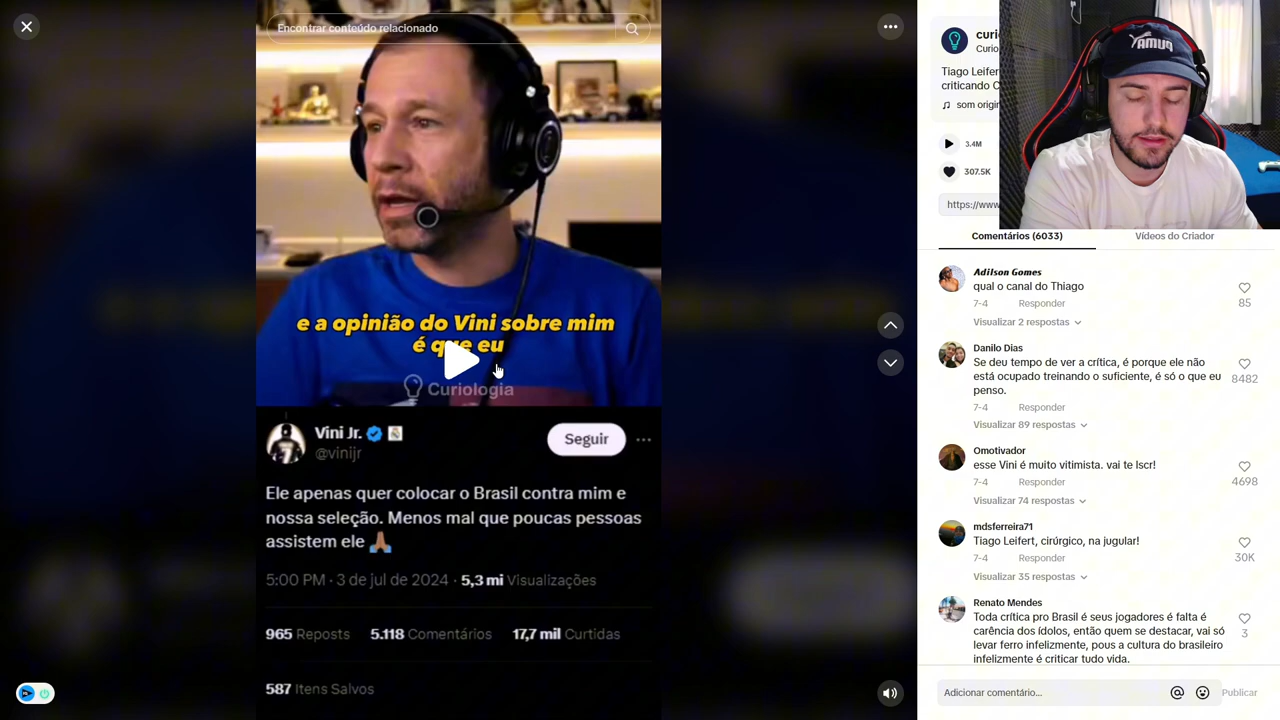 Encontrar conteúdo relacionado
e a opinião do Vini sobre mim
é que eu
Curiologia
Vini Jr.
@vinijr
Seguir
Ele apenas quer colocar o Brasil contra mim e
nossa seleção. Menos mal que poucas pessoas
assistem ele 🙏🏽
5:00 PM · 3 de jul de 2024 · 5,3 mi Visualizações
965 Reposts 5.118 Comentários 17,7 mil Curtidas
587 Itens Salvos
Curio
Tiago Leifer
criticando C
som origin
3.4M
307.5K
https://www
Comentários (6033) Vídeos do Criador
Adilson Gomes
qual o canal do Thiago
7-4 Responder
85
Visualizar 2 respostas
Danilo Dias
Se deu tempo de ver a crítica, é porque ele não
está ocupado treinando o suficiente, é só o que eu
penso.
8482
7-4 Responder
Visualizar 89 respostas
Omotivador
esse Vini é muito vitimista. vai te lscr!
7-4 Responder
4698
Visualizar 74 respostas
mdsferreira71
Tiago Leifert, cirúrgico, na jugular!
7-4 Responder
30K
Visualizar 35 respostas
Renato Mendes
Toda crítica pro Brasil é seus jogadores é falta é
carência dos ídolos, então quem se destacar, vai só
levar ferro infelizmente, pous a cultura do brasileiro
infelizmente é criticar tudo vida.
3
Adicionar comentário...
Publicar